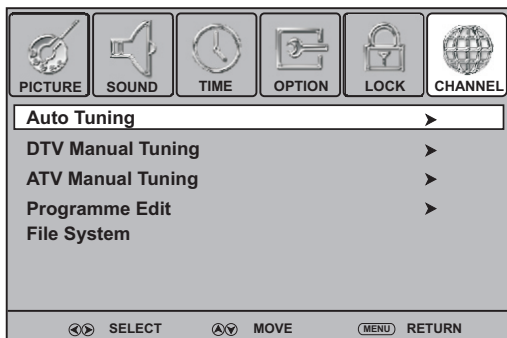 PICTURE SOUND TIME OPTION LOCK CHANNEL
Auto Tuning
DTV Manual Tuning
ATV Manual Tuning
Programme Edit
File System
SELECT MOVE MENU RETURN